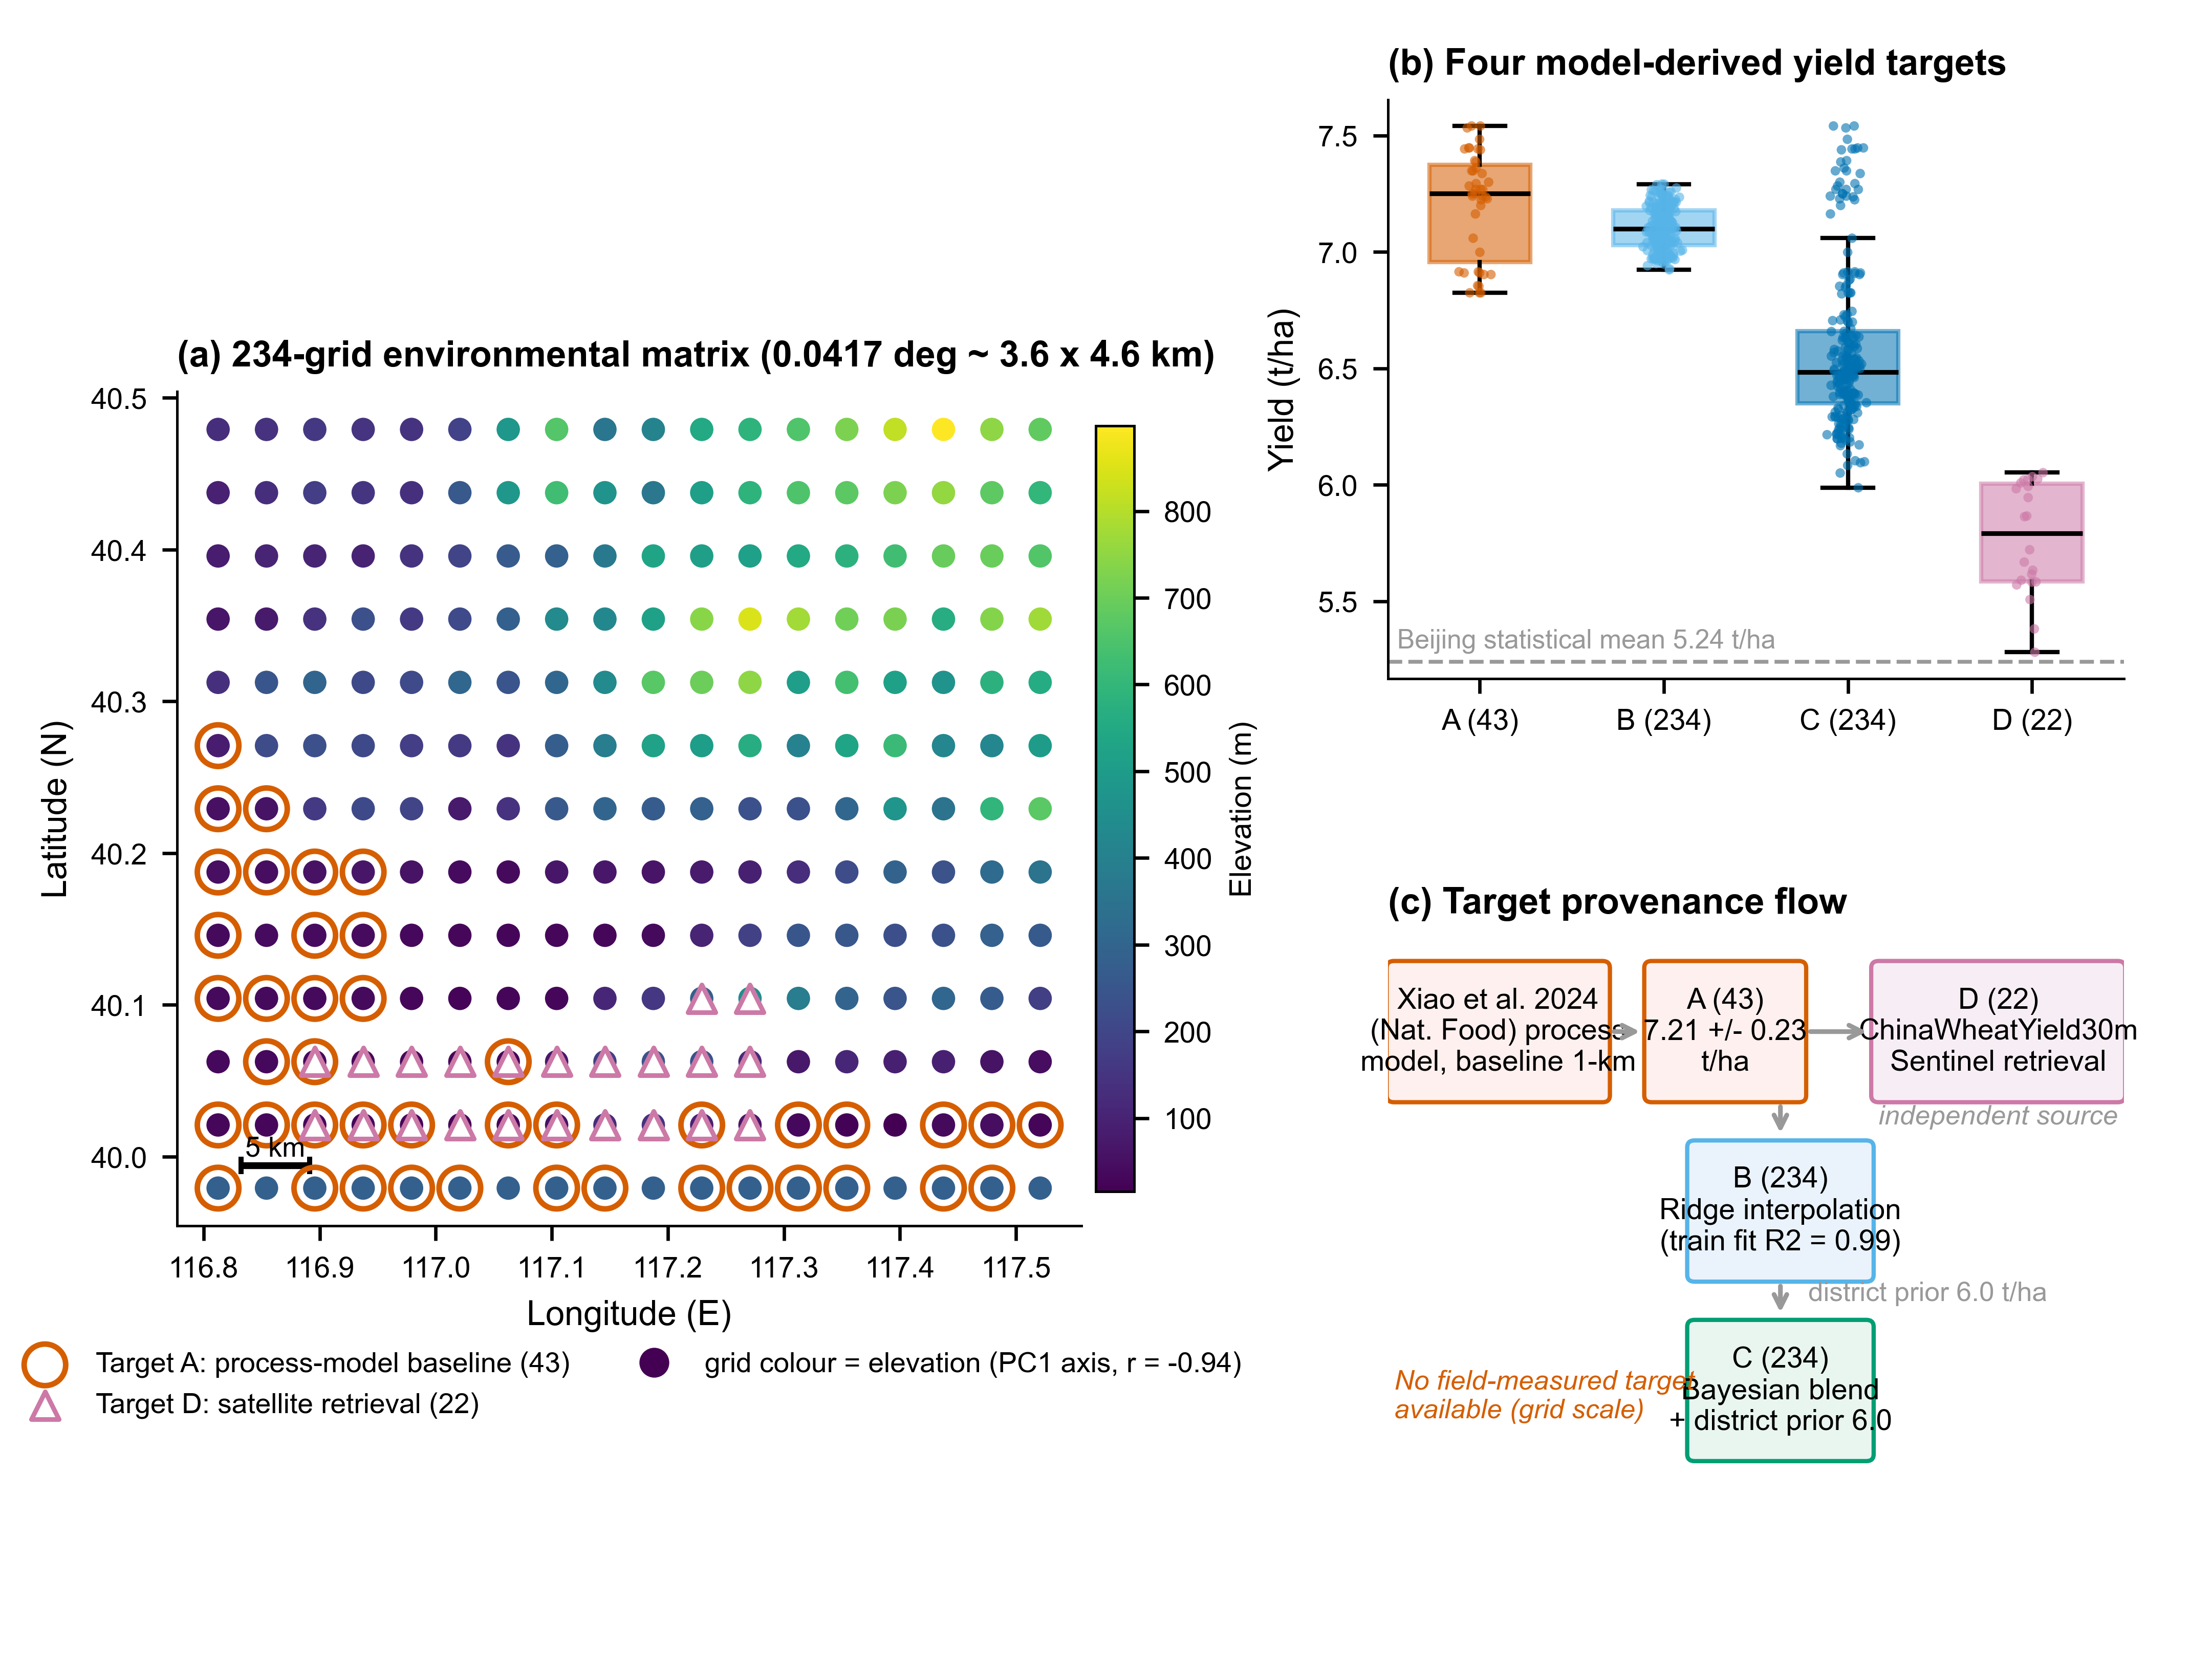 (a) 234-grid environmental matrix (0.0417 deg ~ 3.6 x 4.6 km)
40.5
40.4
40.3
40.2
40.1
40.0
Latitude (N)
116.8
116.9
117.0
117.1
117.2
117.3
117.4
117.5
Longitude (E)
5 km
800
700
600
500
400
300
200
100
Elevation (m)
Target A: process-model baseline (43)
Target D: satellite retrieval (22)
grid colour = elevation (PC1 axis, r = -0.94)
(b) Four model-derived yield targets
7.5
7.0
6.5
6.0
5.5
Yield (t/ha)
Beijing statistical mean 5.24 t/ha
A (43)
B (234)
C (234)
D (22)
(c) Target provenance flow
Xiao et al. 2024
(Nat. Food) process
model, baseline 1-km
A (43)
7.21 +/- 0.23
t/ha
D (22)
ChinaWheatYield30m
Sentinel retrieval
independent source
B (234)
Ridge interpolation
(train fit R2 = 0.99)
district prior 6.0 t/ha
C (234)
Bayesian blend
+ district prior 6.0
No field-measured target
available (grid scale)